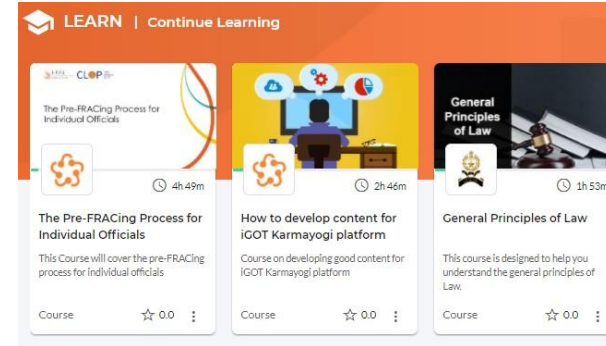 LEARN | Continue Learning
CLOP
The Pre-FRACing Process for
Individual Officials
4h 49m
The Pre-FRACing Process for
Individual Officials
This Course will cover the pre-FRACing
process for individual officials
Course
0.0
2h 46m
How to develop content for
iGOT Karmayogi platform
Course on developing good content for
iGOT Karmayogi platform
Course
0.0
General
Principles
of Law
1h 53m
General Principles of Law
This course is designed to help you
understand the general principles of
Law.
Course
0.0